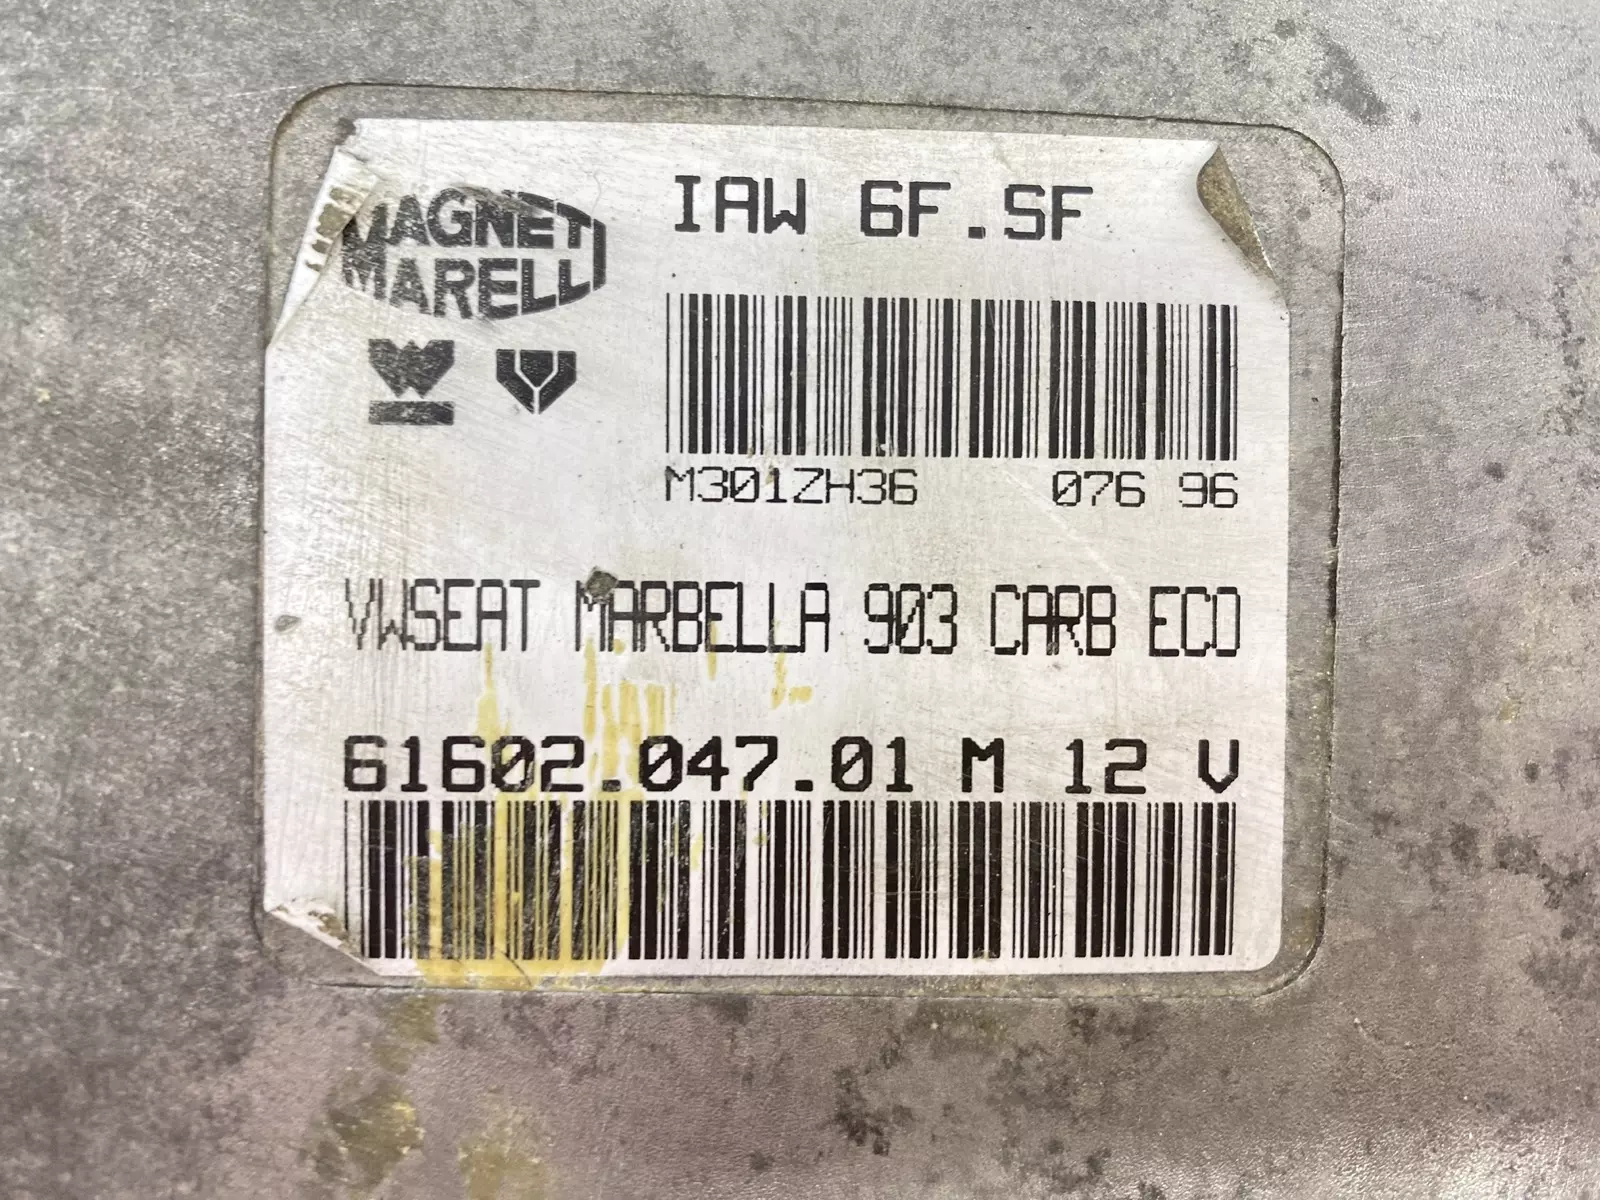 MAGNETI
MARELLI
IAW 6F.SF
M301ZH36 076 96
VWSEAT MARBELLA 903 CARB ECO
61602.047.01 M 12 V